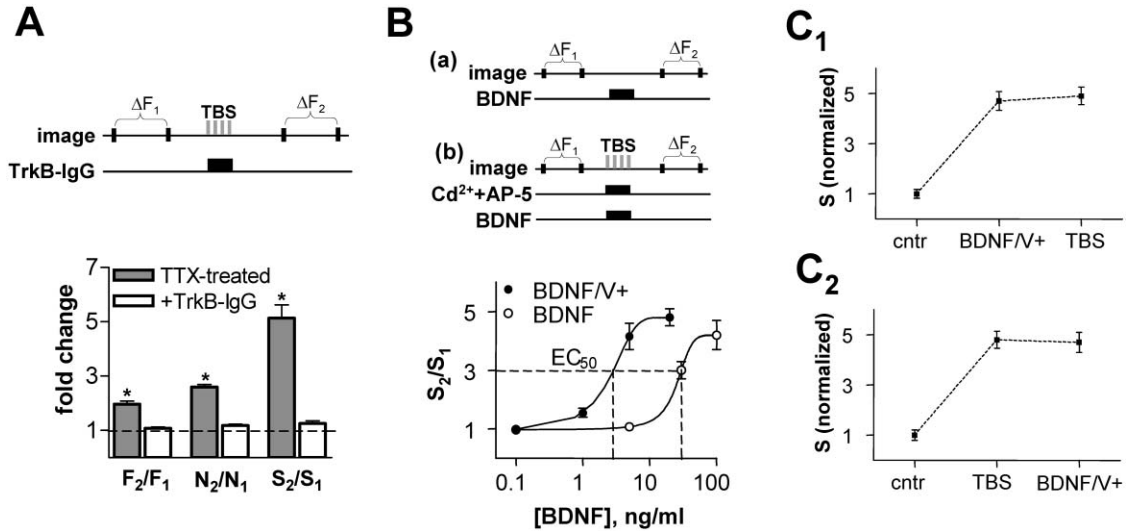 A
ΔF₁
TBS
ΔF₂
image
TrkB-IgG
fold change
7
5
3
1
TTX-treated
+TrkB-IgG
*
*
*
F₂/F₁
N₂/N₁
S₂/S₁
B
(a)
ΔF₁
ΔF₂
image
BDNF
(b)
ΔF₁
TBS
ΔF₂
image
Cd²⁺+AP-5
BDNF
S₂/S₁
5
3
1
BDNF/V+
BDNF
EC₅₀
0.1 1 10 100
[BDNF], ng/ml
C₁
S (normalized)
5
3
1
cntr BDNF/V+ TBS
C₂
S (normalized)
5
3
1
cntr TBS BDNF/V+